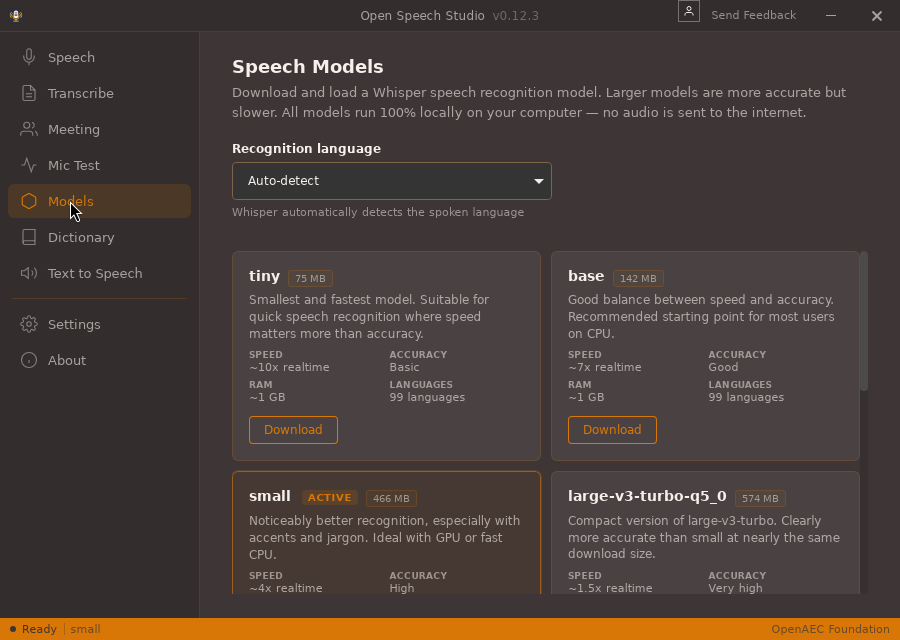 Open Speech Studio v0.12.3
Send Feedback
Speech
Transcribe
Meeting
Mic Test
Models
Dictionary
Text to Speech
Settings
About
Speech Models
Download and load a Whisper speech recognition model. Larger models are more accurate but
slower. All models run 100% locally on your computer — no audio is sent to the internet.
Recognition language
Auto-detect
Whisper automatically detects the spoken language
tiny 75 MB
Smallest and fastest model. Suitable for
quick speech recognition where speed
matters more than accuracy.
SPEED ACCURACY
~10x realtime Basic
RAM LANGUAGES
~1 GB 99 languages
Download
base 142 MB
Good balance between speed and accuracy.
Recommended starting point for most users
on CPU.
SPEED ACCURACY
~7x realtime Good
RAM LANGUAGES
~1 GB 99 languages
Download
small ACTIVE 466 MB
Noticeably better recognition, especially with
accents and jargon. Ideal with GPU or fast
CPU.
SPEED ACCURACY
~4x realtime High
large-v3-turbo-q5_0 574 MB
Compact version of large-v3-turbo. Clearly
more accurate than small at nearly the same
download size.
SPEED ACCURACY
~1.5x realtime Very high
Ready small
OpenAEC Foundation